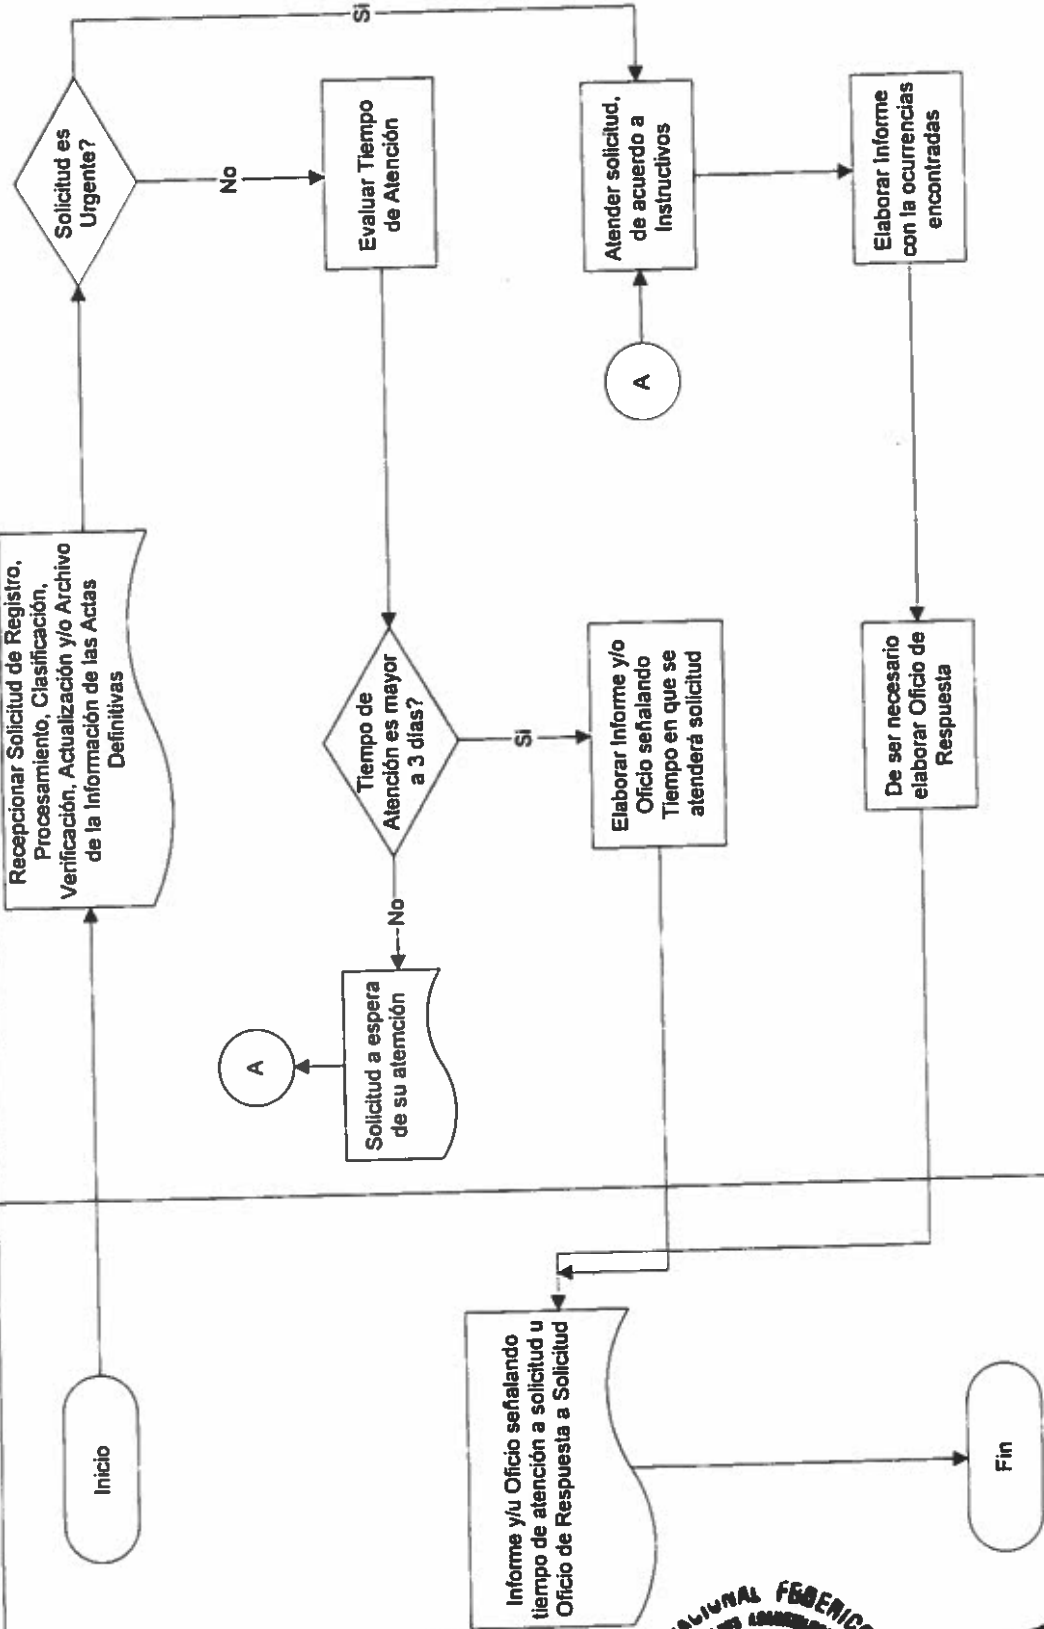 Inicio
Recepcionar Solicitud de Registro,
Procesamiento, Clasificación,
Verificación, Actualización y/o Archivo
de la Información de las Actas
Definitivas
Solicitud es
Urgente?
Si
No
Evaluar Tiempo
de Atención
Tiempo de
Atención es mayor
a 3 días?
No
Si
Solicitud a espera
de su atemción
A
Elaborar Informe y/o
Oficio señalando
Tiempo en que se
atenderá solicitud
A
Atender solicitud,
de acuerdo a
Instructivos
Elaborar Informe
con la ocurrencias
encontradas
De ser necesario
elaborar Oficio de
Respuesta
Informe y/u Oficio señalando
tiempo de atención a solicitud u
Oficio de Respuesta a Solicitud
Fin